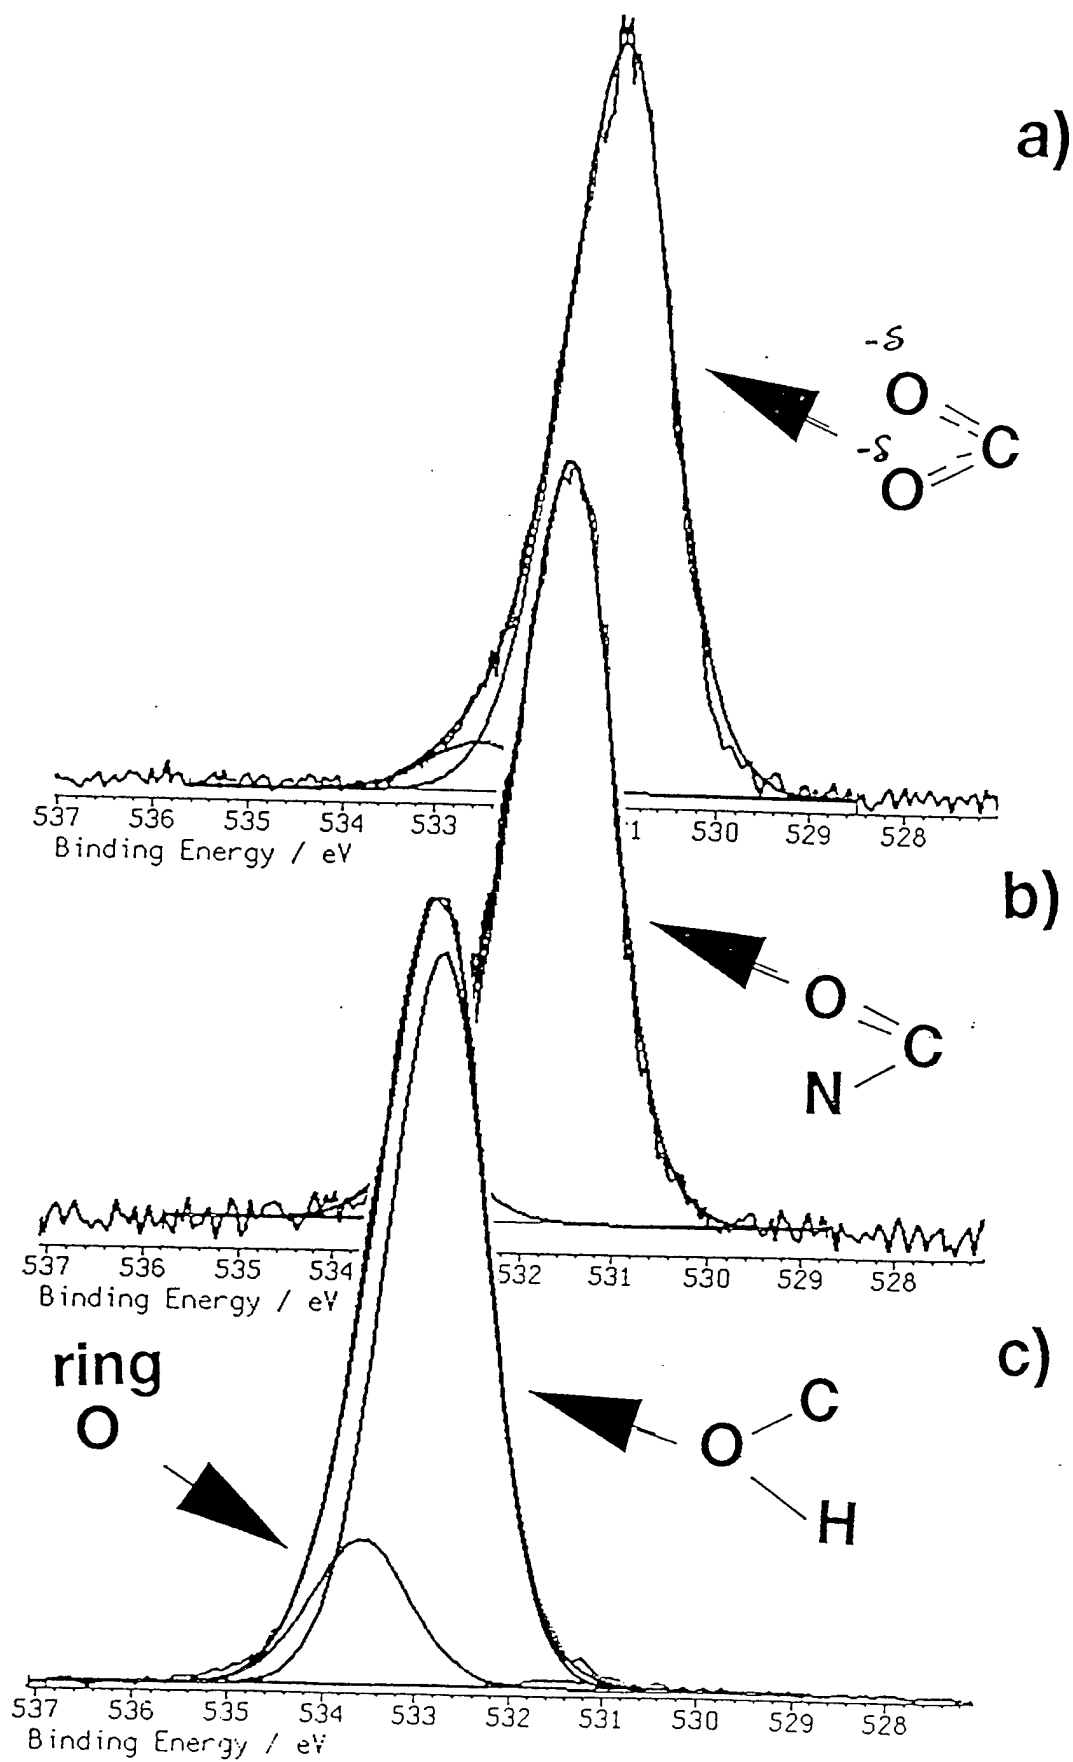 a)
-δ
O
C
-δ
O
537 536 535 534 533 1 530 529 528
Binding Energy / eV
b)
O
C
N
537 536 535 534 532 531 530 529 528
Binding Energy / eV
c)
ring
O
C
O
H
537 536 535 534 533 532 531 530 529 528
Binding Energy / eV